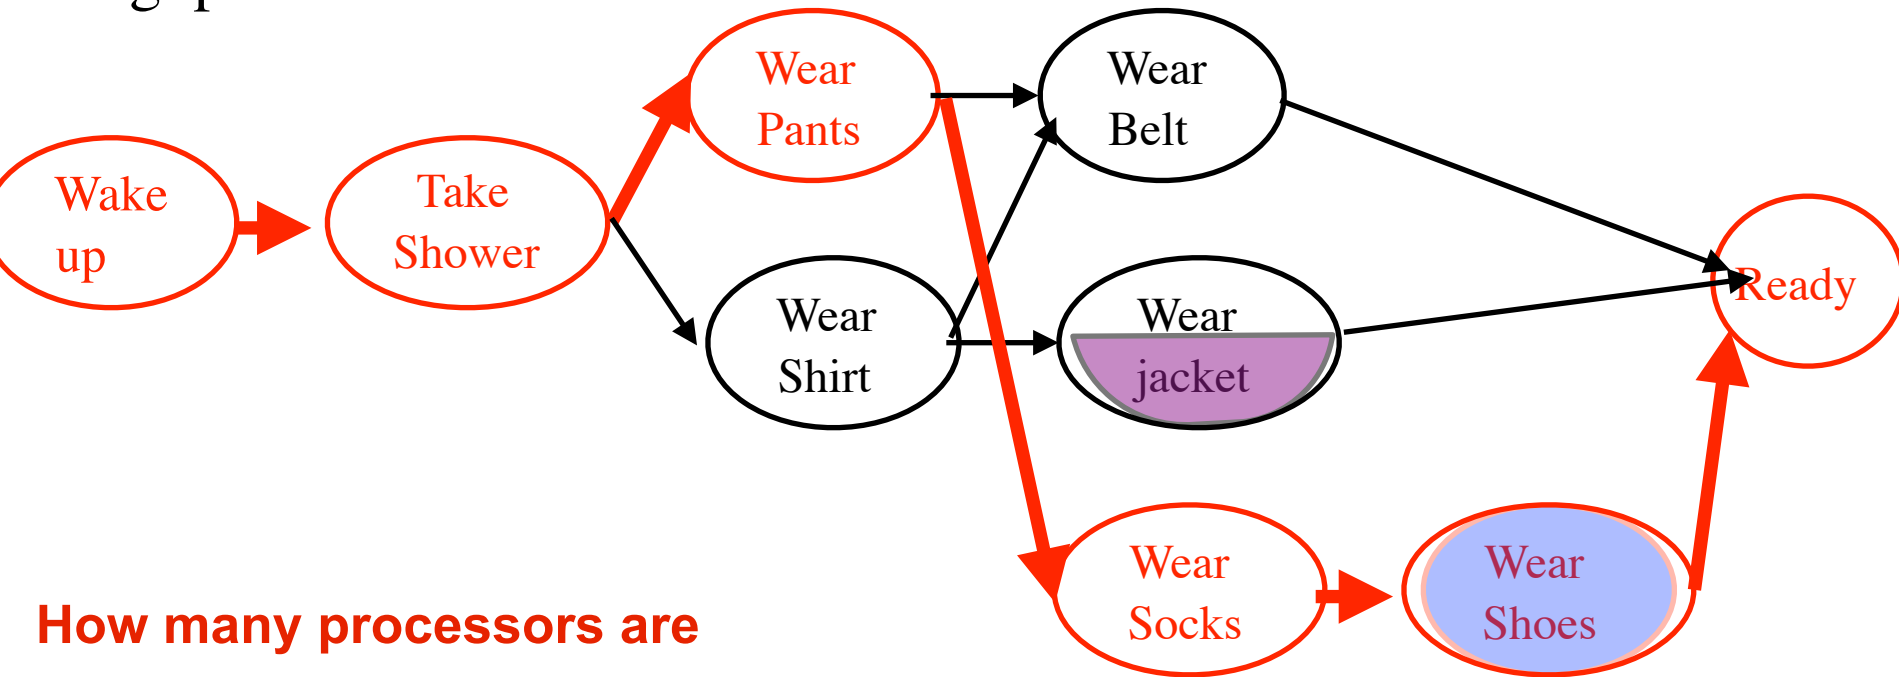 Wear
Pants
Wear
Belt
Wake
up
Take
Shower
Wear
Shirt
Wear
jacket
Ready
Wear
Socks
Wear
Shoes
How many processors are